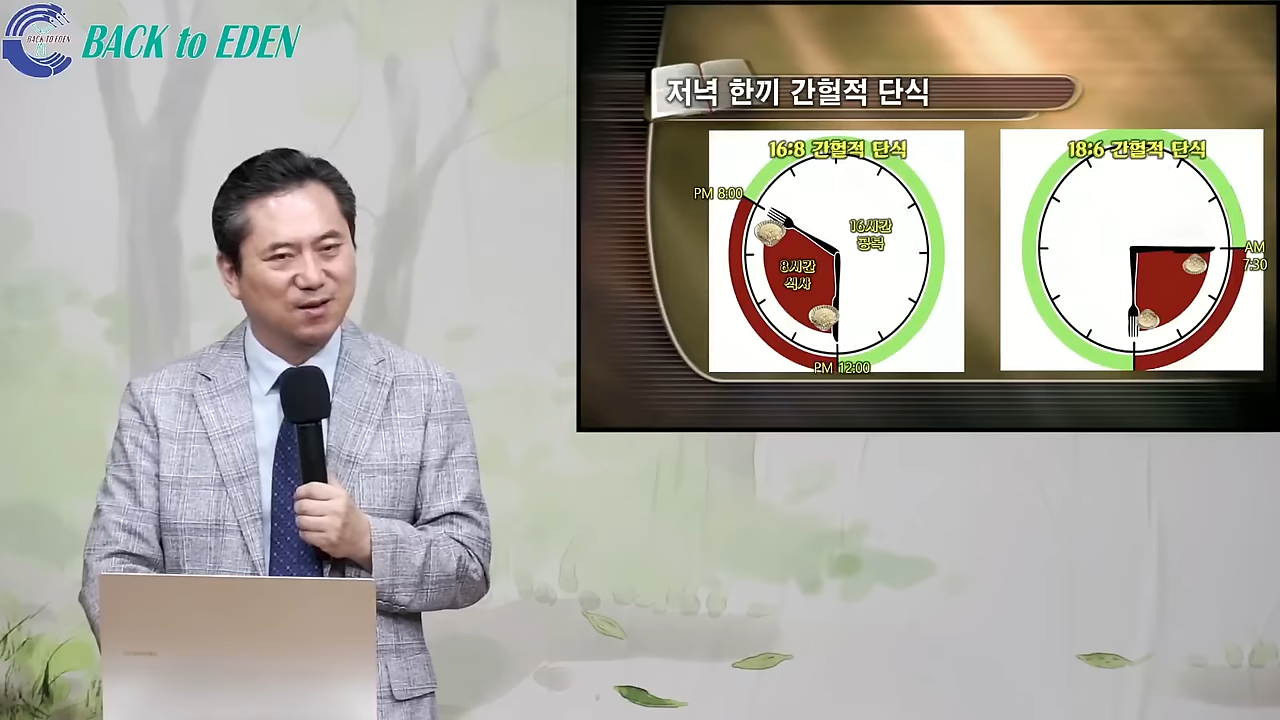 BACK TO EDEN
BACK to EDEN
저녁 한끼 간헐적 단식
16:8 간헐적 단식
PM 8:00
16시간
공복
8시간
식사
PM 12:00
18:6 간헐적 단식
AM
7:30